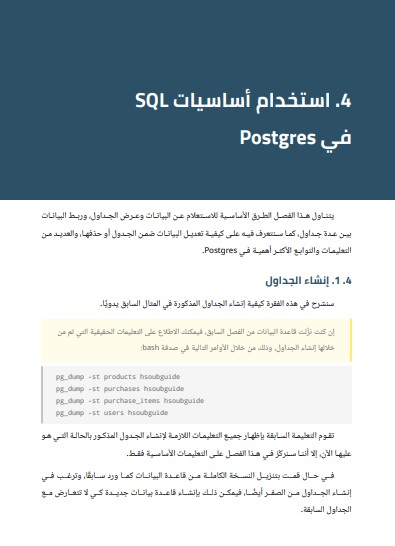 4. استخدام أساسيات SQL
في Postgres
يتناول هذا الفصل الطرق الأساسية للاستعلام عن البيانات وعرض الجداول، وربط البيانات
بين عدة جداول، كما سنتعرف فيه على كيفية تعديل البيانات ضمن الجدول أو حذفها، والعديد من
التعليمات والتوابع الأكثر أهمية في Postgres.
4. 1. إنشاء الجداول
سنشرح في هذه الفقرة كيفية إنشاء الجداول المذكورة في المثال السابق يدويًا.
إن كنت نزّلت قاعدة البيانات من الفصل السابق، فيمكنك الاطلاع على التعليمات الحقيقية التي تم من
خلالها إنشاء الجداول، وذلك من خلال الأوامر التالية في صدفة bash:
pg_dump -st products hsoubguide
pg_dump -st purchases hsoubguide
pg_dump -st purchase_items hsoubguide
pg_dump -st users hsoubguide
تقوم التعليمة السابقة بإظهار جميع التعليمات اللازمة لإنشاء الجدول المذكور بالحالة التي هو
عليها الآن، إلا أننا سنركّز في هذا الفصل على التعليمات الأساسية فقط.
في حال قمت بتنزيل النسخة الكاملة من قاعدة البيانات كما ورد سابقًا، وترغب في
إنشاء الجداول من الصفر أيضًا، فيمكن ذلك بإنشاء قاعدة بيانات جديدة كي لا تتعارض مع
الجداول السابقة.